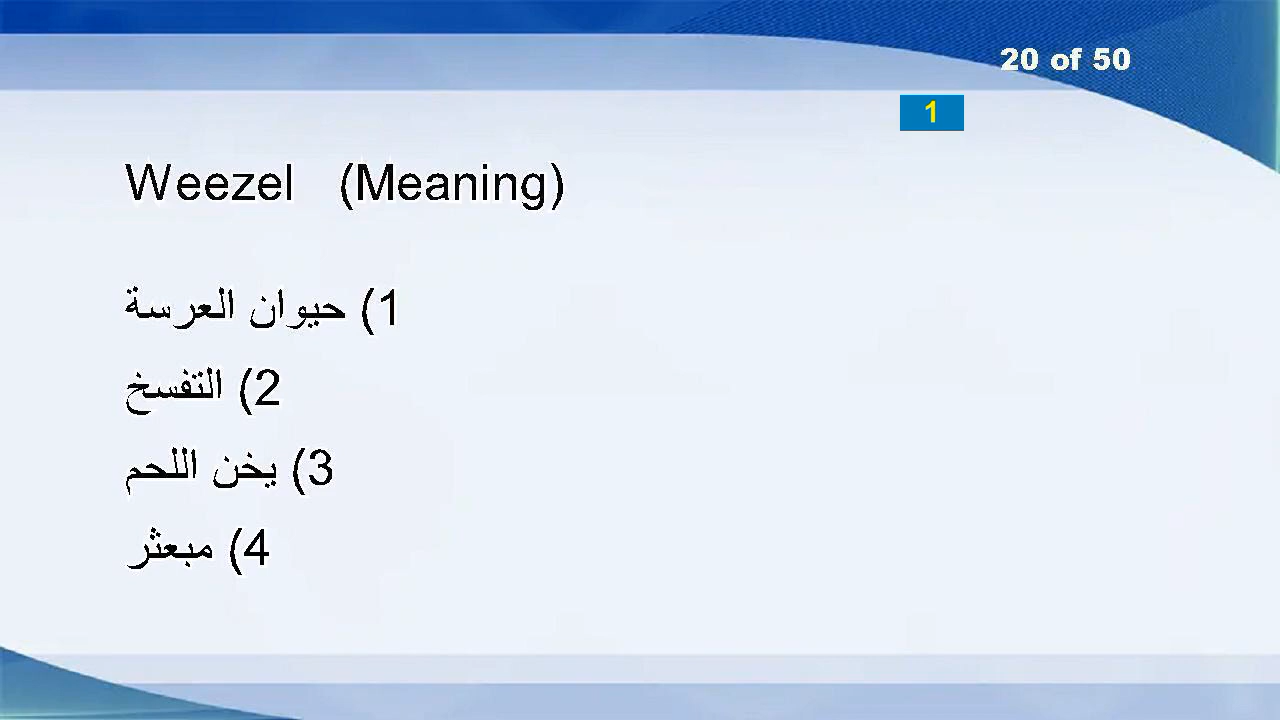 20 of 50
1
Weezel (Meaning)
1) حيوان العرسة
2) التفسخ
3) يخن اللحم
4) مبعثر